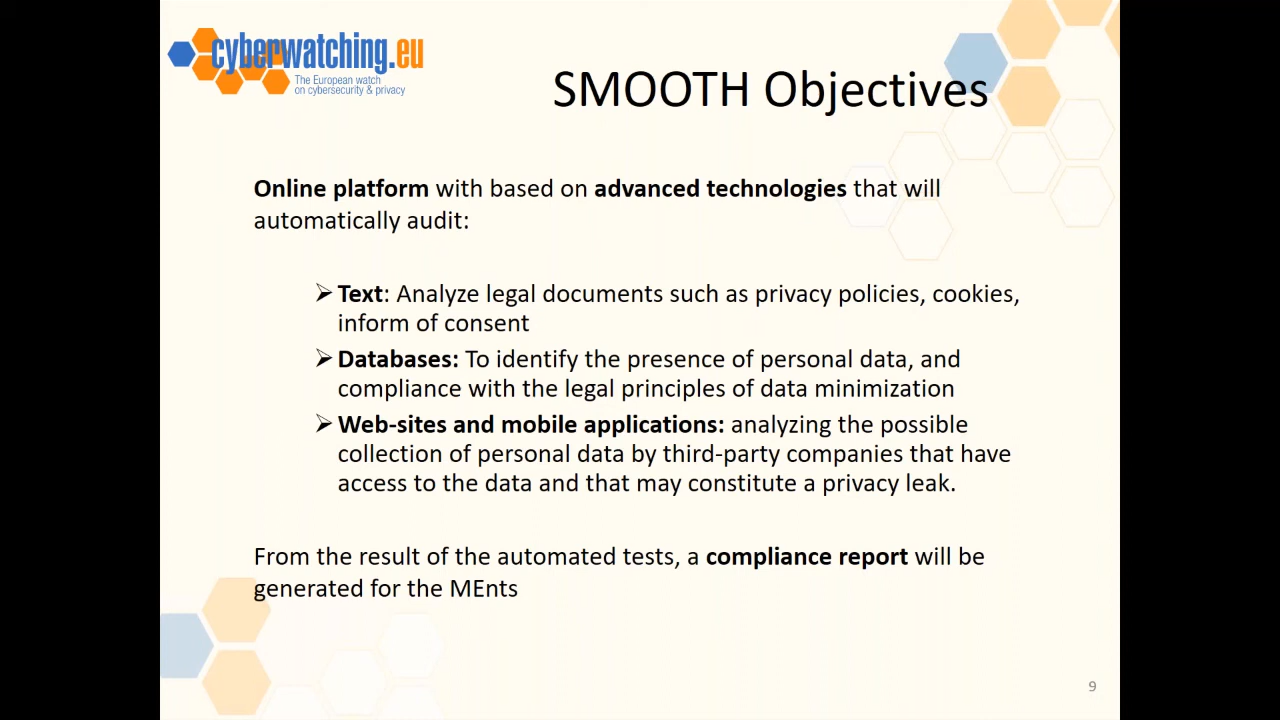 cyberwatching.eu
The European watch
on cybersecurity & privacy
SMOOTH Objectives
Online platform with based on advanced technologies that will
automatically audit:
➢ Text: Analyze legal documents such as privacy policies, cookies,
inform of consent
➢ Databases: To identify the presence of personal data, and
compliance with the legal principles of data minimization
➢ Web-sites and mobile applications: analyzing the possible
collection of personal data by third-party companies that have
access to the data and that may constitute a privacy leak.
From the result of the automated tests, a compliance report will be
generated for the MEnts
9